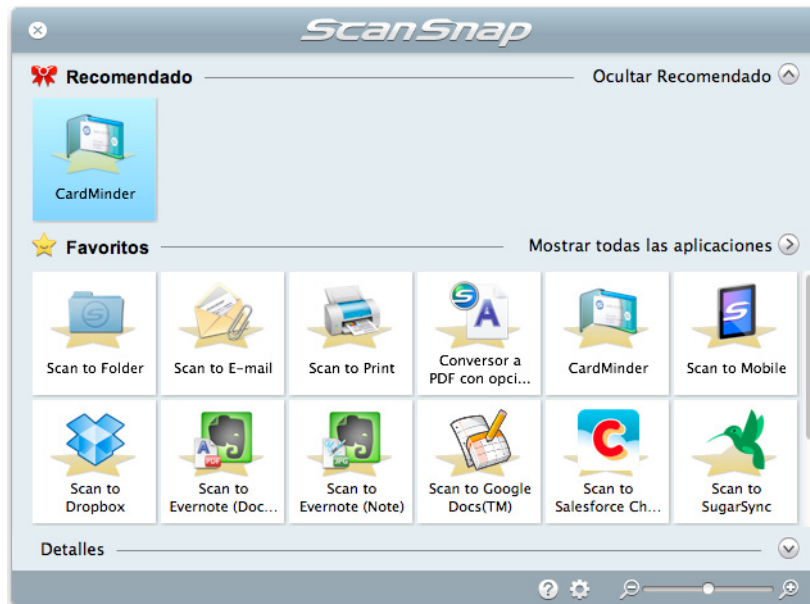 ScanSnap
Recomendado
Ocultar Recomendado
CardMinder
Favoritos
Mostrar todas las aplicaciones
Scan to Folder
Scan to E-mail
Scan to Print
Conversor a
PDF con opci...
CardMinder
Scan to Mobile
Scan to
Dropbox
Scan to
Evernote (Doc...
Scan to
Evernote (Note)
Scan to Google
Docs(TM)
Scan to
Salesforce Ch...
Scan to
SugarSync
Detalles